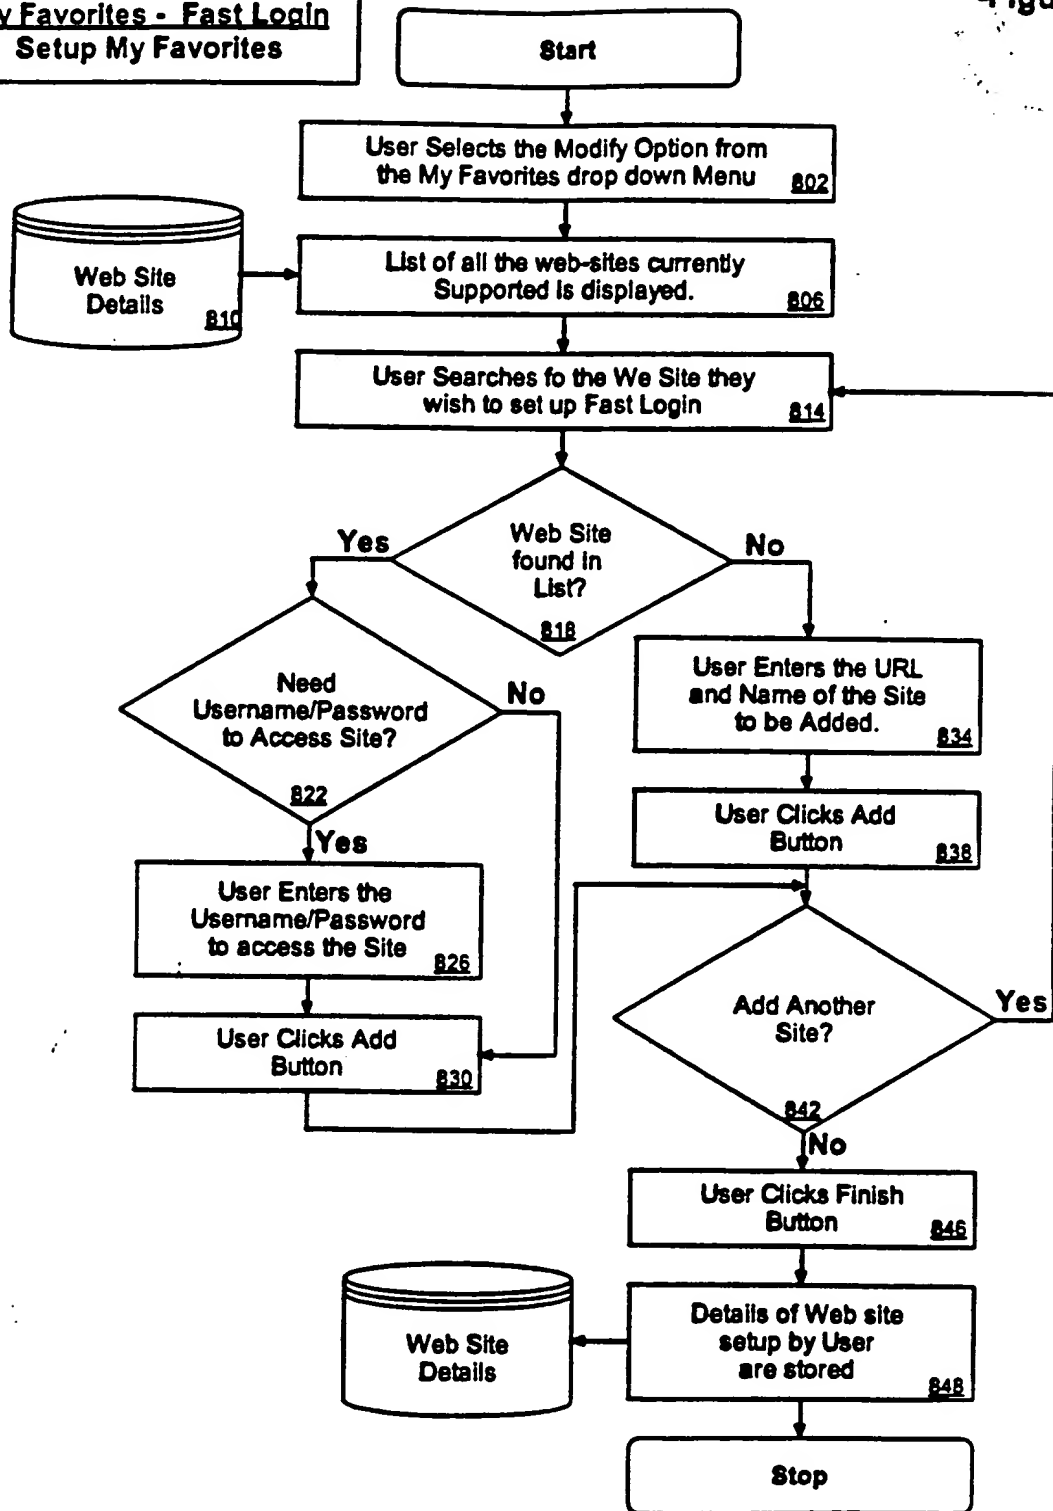 y Favorites - Fast Login
Setup My Favorites
Start
User Selects the Modify Option from
the My Favorites drop down Menu
802
Web Site
Details
810
List of all the web-sites currently
Supported is displayed.
806
User Searches fo the We Site they
wish to set up Fast Login
814
Web Site
found in
List?
818
Yes
No
Need
Username/Password
to Access Site?
822
No
Yes
User Enters the URL
and Name of the Site
to be Added.
834
User Clicks Add
Button
838
User Enters the
Username/Password
to access the Site
826
User Clicks Add
Button
830
Add Another
Site?
842
Yes
No
User Clicks Finish
Button
846
Web Site
Details
Details of Web site
setup by User
are stored
848
Stop